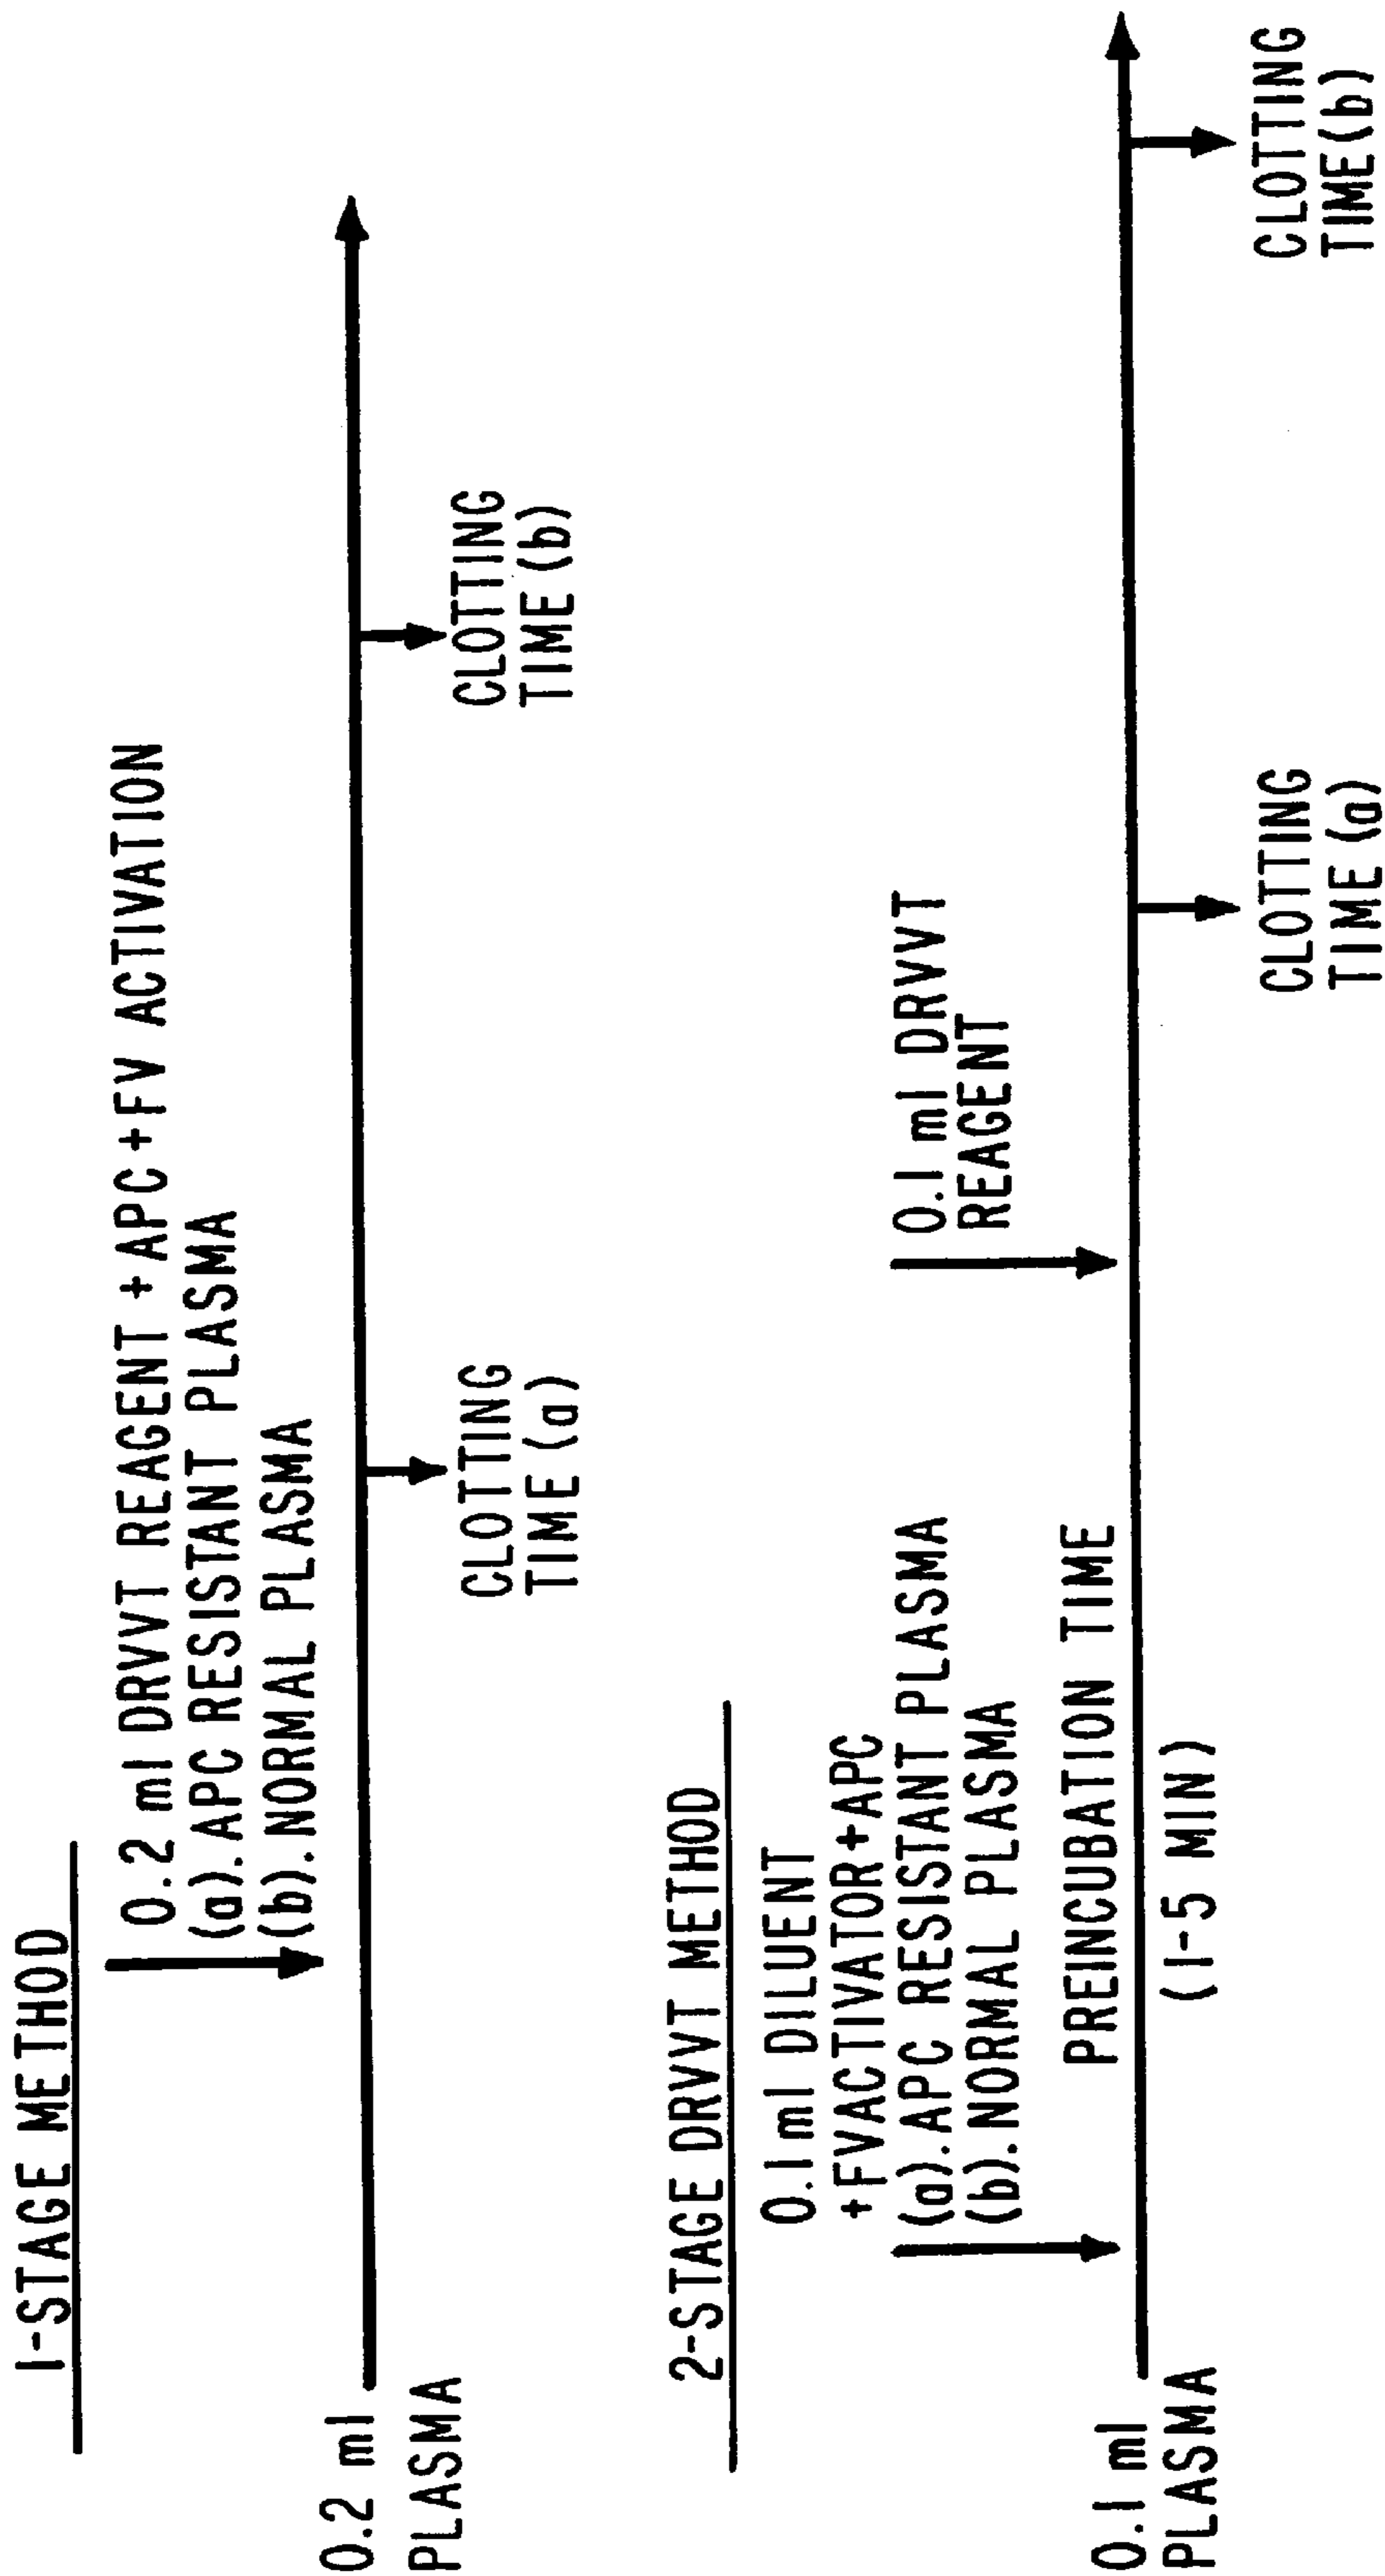 1-STAGE METHOD
0.2 ml DRVVT REAGENT +APC+FV ACTIVATION
(a).APC RESISTANT PLASMA
(b).NORMAL PLASMA
0.2 ml
PLASMA
CLOTTING
TIME (a)
CLOTTING
TIME (b)
2-STAGE DRVVT METHOD
0.1 ml DILUENT
+FVACTIVATOR+APC
(a).APC RESISTANT PLASMA
(b).NORMAL PLASMA
0.1 ml DRVVT
REAGENT
PREINCUBATION TIME
(1-5 MIN)
0.1 ml
PLASMA
CLOTTING
TIME (a)
CLOTTING
TIME(b)